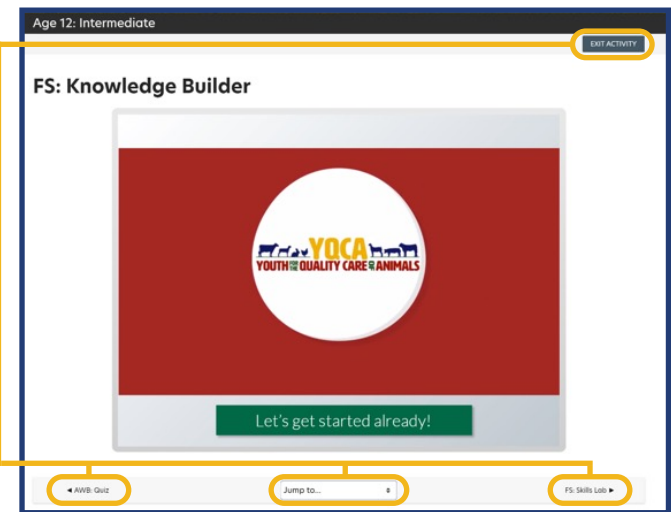 Age 12: Intermediate
EXIT ACTIVITY
FS: Knowledge Builder
YQCA
YOUTH FOR THE QUALITY CARE OF ANIMALS
Let's get started already!
◄ AWB: Quiz
Jump to...
FS: Skills Lab ►